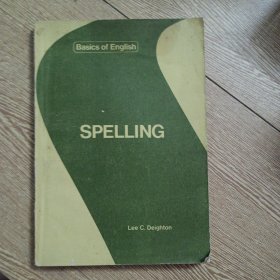 Basics of English
SPELLING
Lee C. Deighton